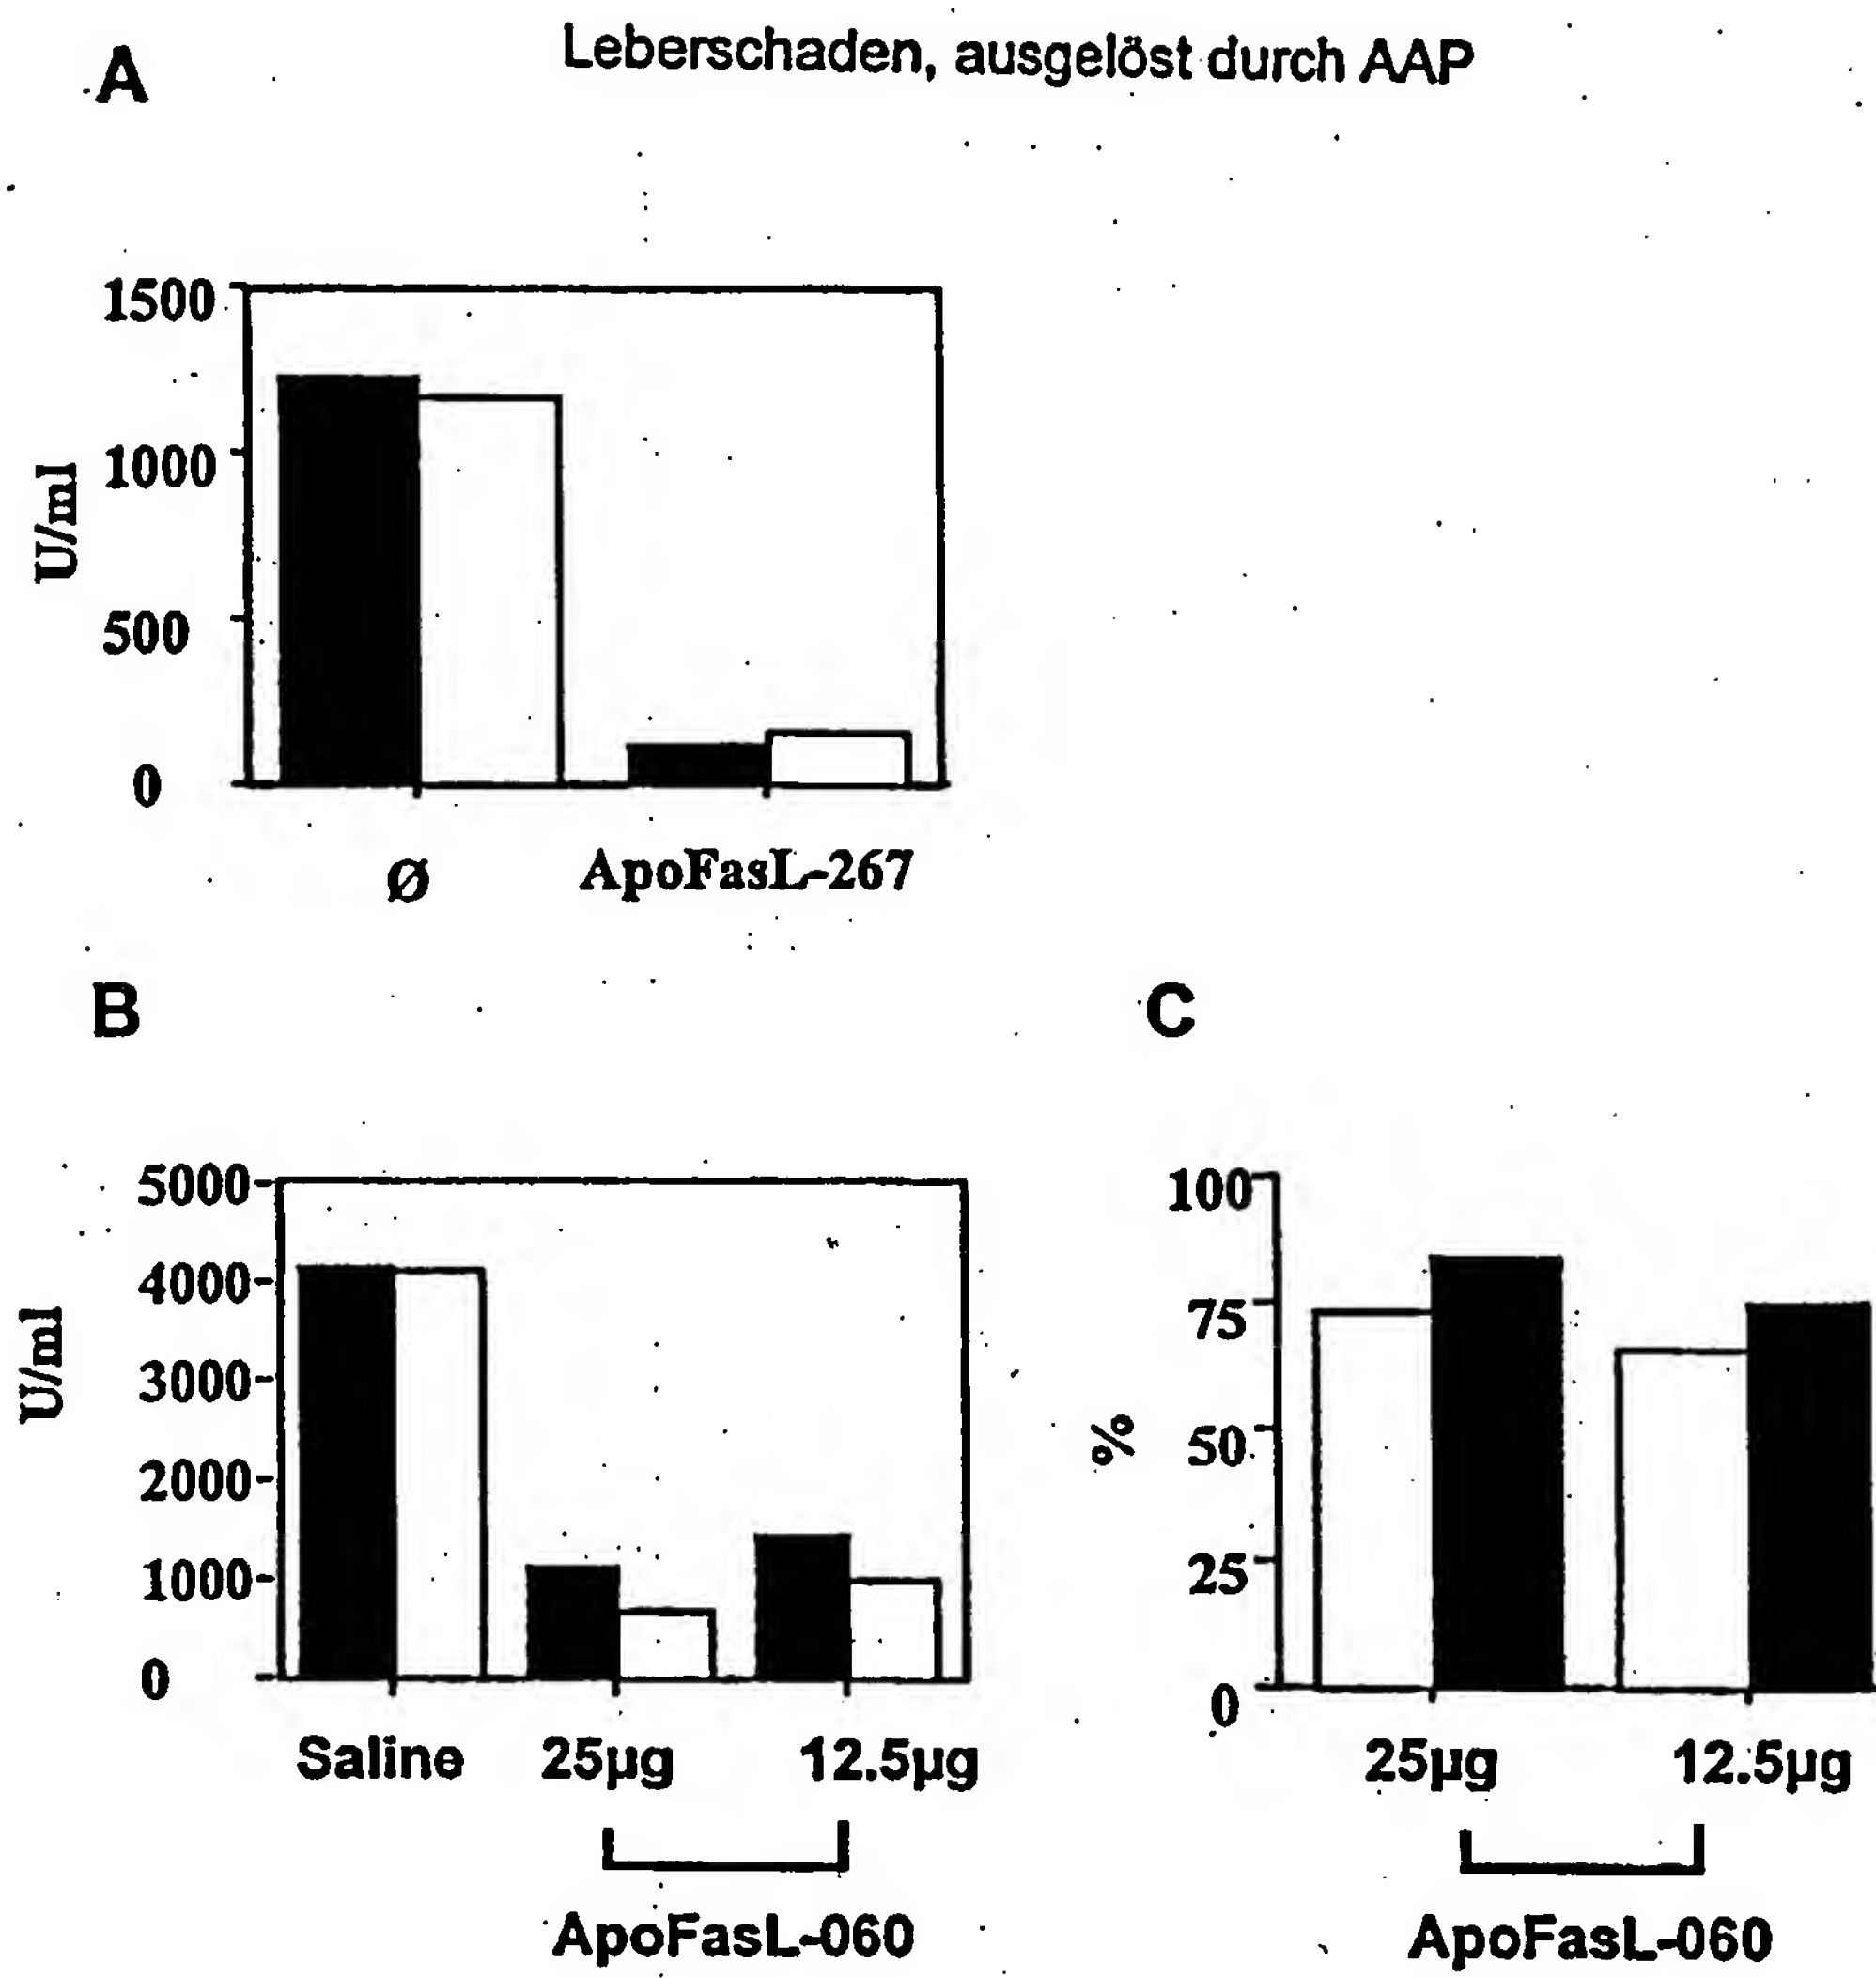 Leberschaden, ausgelöst durch AAP
A
1500
1000
500
0
U/ml
Ø
ApoFasL-267
B
5000
4000
3000
2000
1000
0
U/ml
Saline
25µg
12.5µg
ApoFasL-060
C
100
75
50
25
0
%
25µg
12.5µg
ApoFasL-060